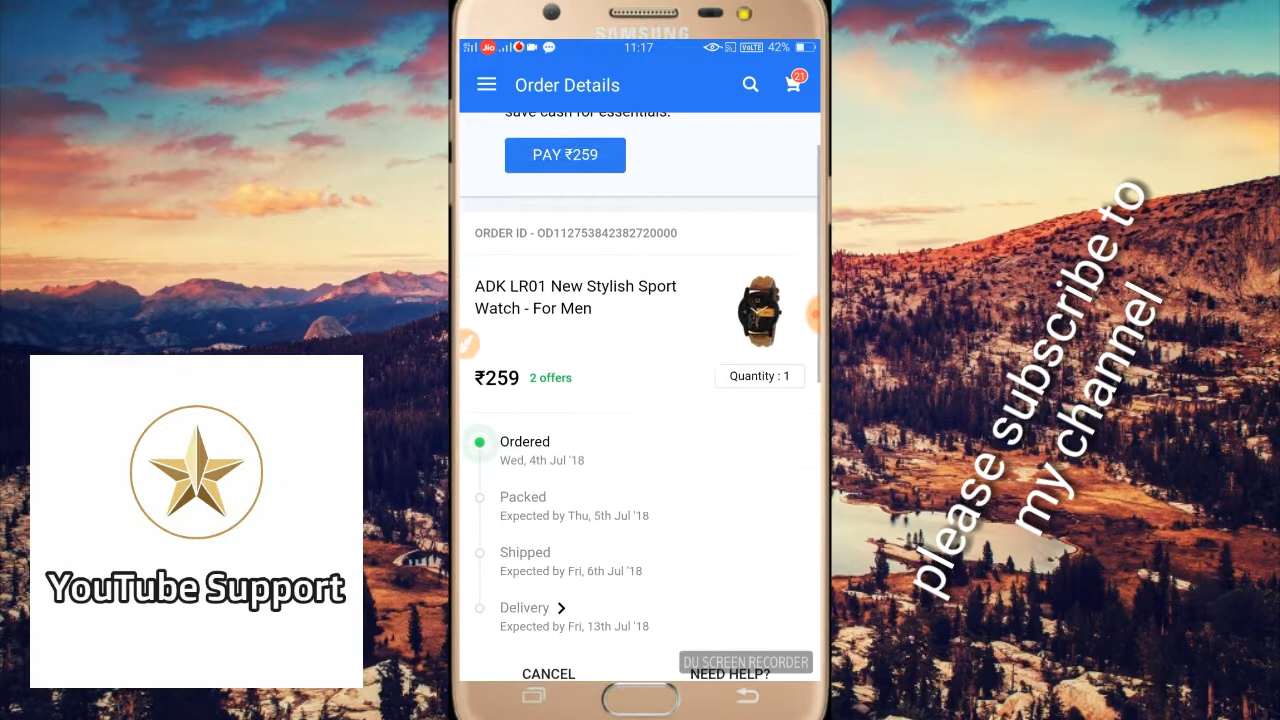 SAMSUNG
Jio
11:17
VoLTE 42%
Order Details
21
save cash for essentials.
PAY ₹259
ORDER ID - OD112753842382720000
ADK LR01 New Stylish Sport
Watch - For Men
₹259 2 offers
Quantity : 1
Ordered
Wed, 4th Jul '18
Packed
Expected by Thu, 5th Jul '18
Shipped
Expected by Fri, 6th Jul '18
Delivery
Expected by Fri, 13th Jul '18
CANCEL
NEED HELP?
DU SCREEN RECORDER
YouTube Support
please subscribe to
my channel